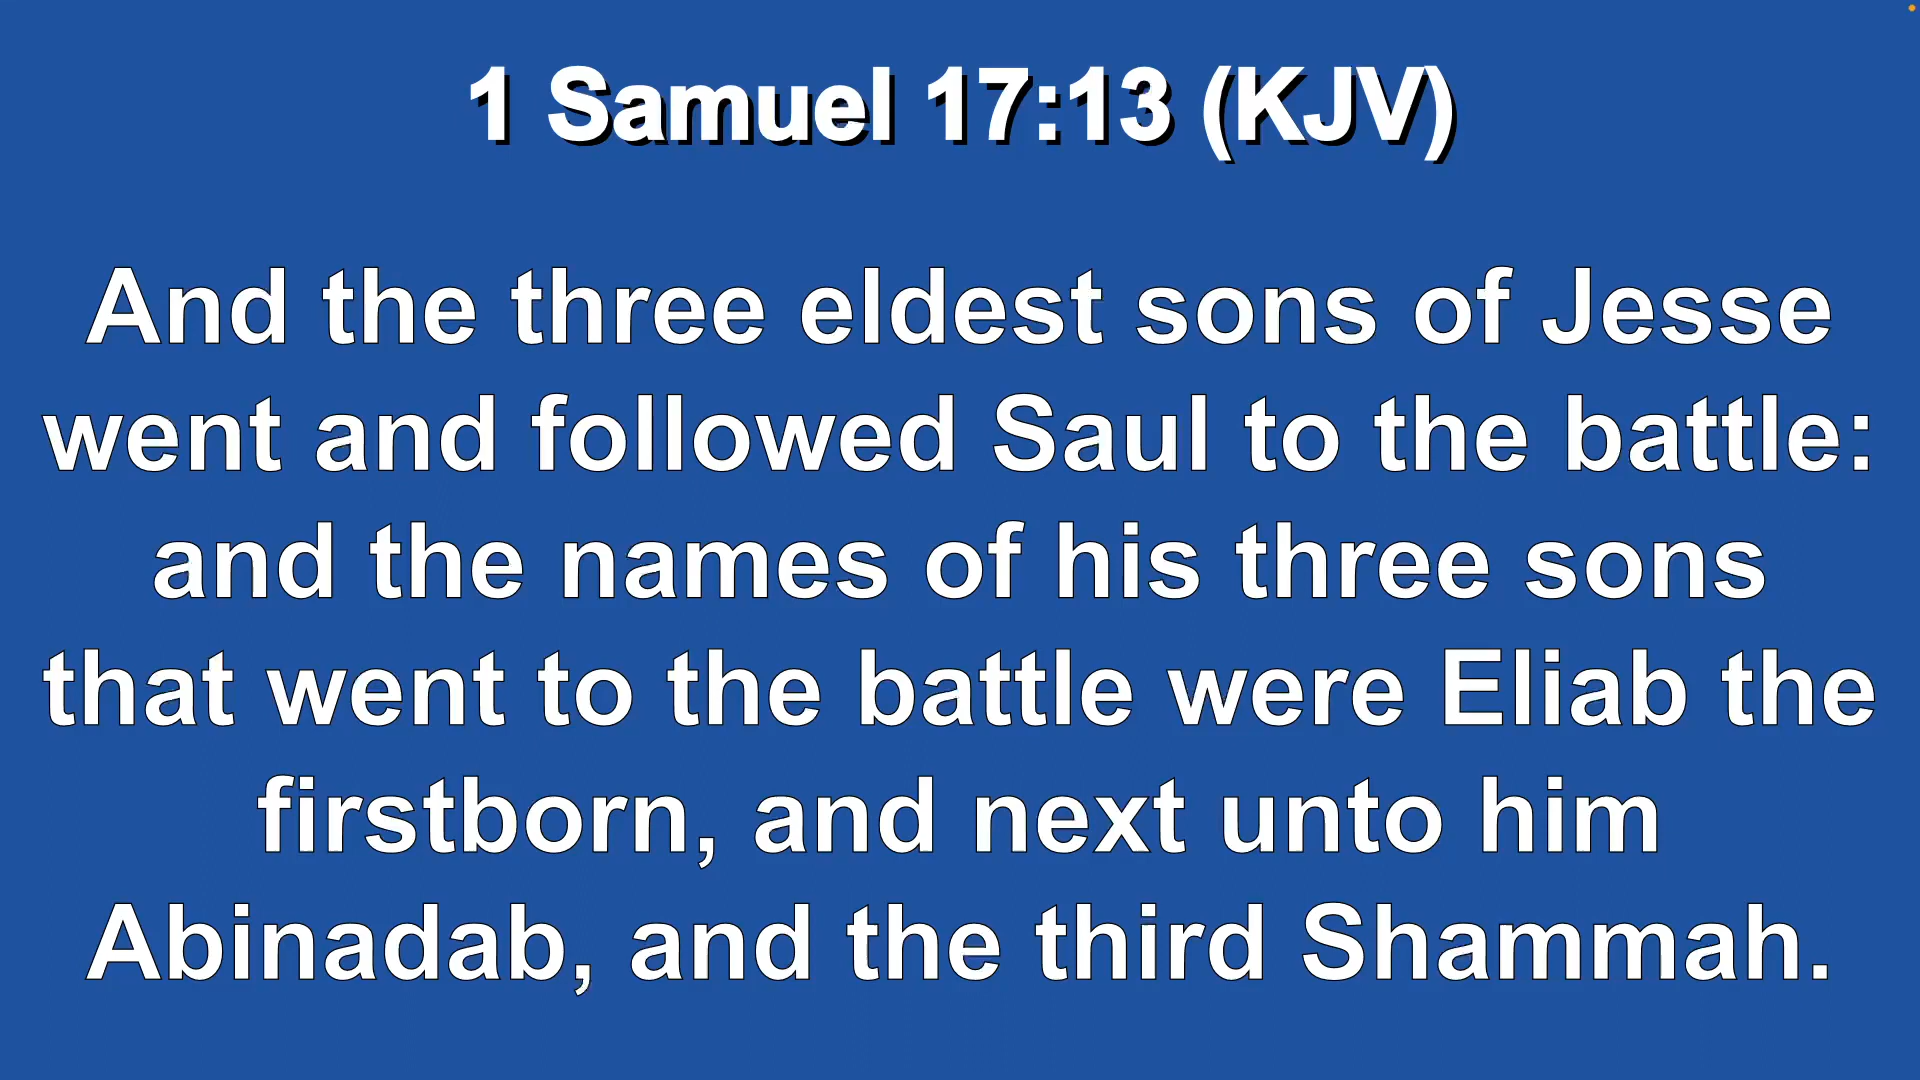 1 Samuel 17:13 (KJV)
And the three eldest sons of Jesse
went and followed Saul to the battle:
and the names of his three sons
that went to the battle were Eliab the
firstborn, and next unto him
Abinadab, and the third Shammah.